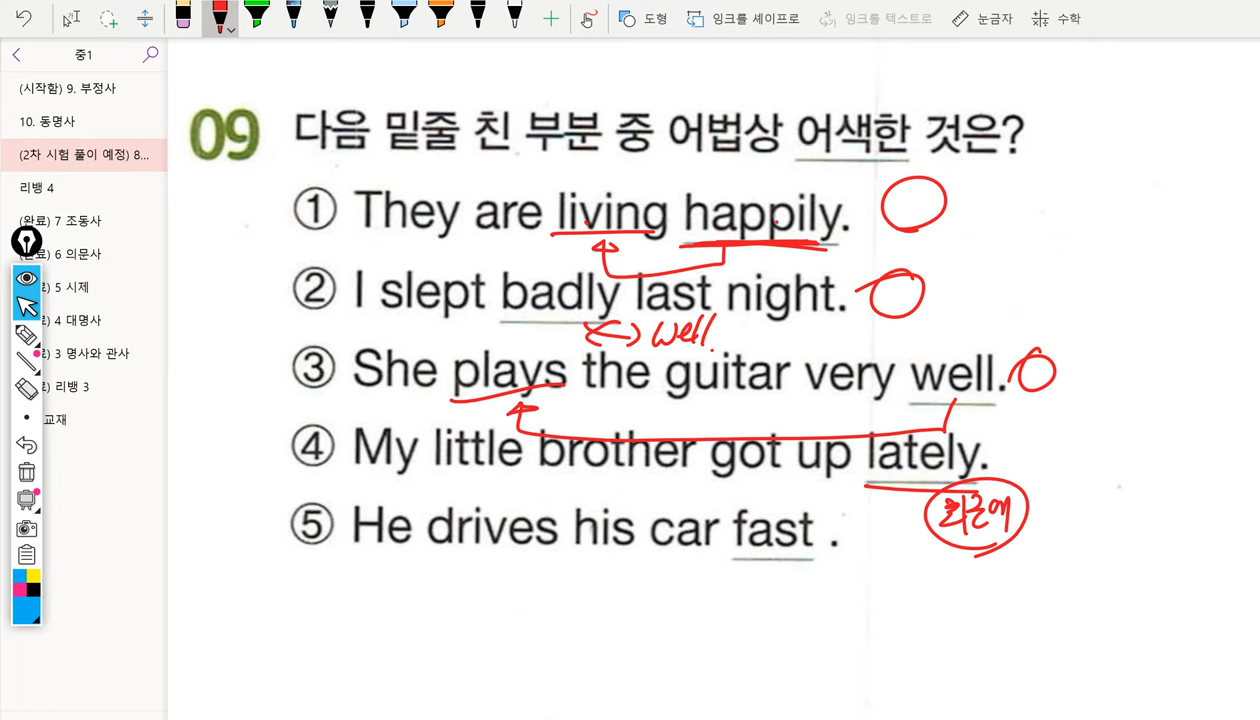 도형
잉크를 셰이프로
잉크를 텍스트로
눈금자
수학
중1
(시작함) 9. 부정사
10. 동명사
(2차 시험 풀이 예정) 8...
리뱅 4
(완료) 7 조동사
6 의문사
료) 5 시제
료) 4 대명사
료) 3 명사와 관사
료) 리뱅 3
교재
09 다음 밑줄 친 부분 중 어법상 어색한 것은?
① They are living happily.
② I slept badly last night.
well.
③ She plays the guitar very well.
④ My little brother got up lately.
최근에
⑤ He drives his car fast .